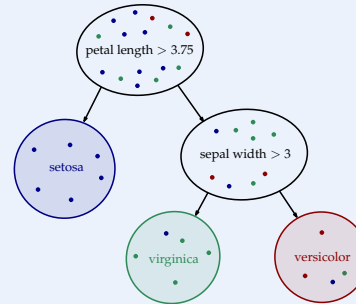 petal length > 3.75
setosa
sepal width > 3
virginica
versicolor